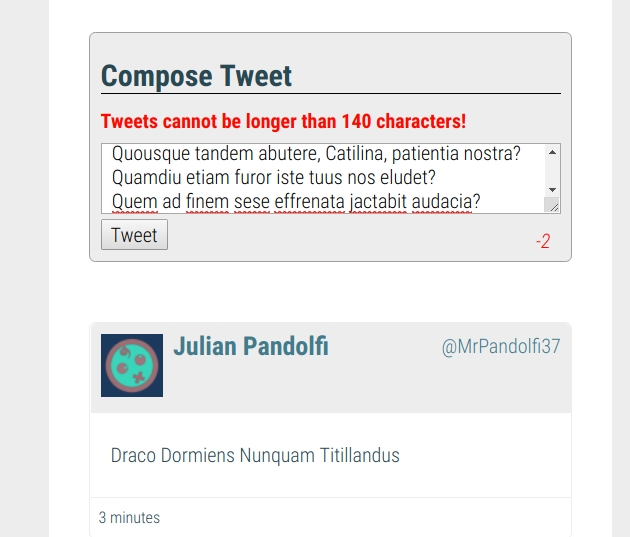 Compose Tweet
Tweets cannot be longer than 140 characters!
Quousque tandem abutere, Catilina, patientia nostra?
Quamdiu etiam furor iste tuus nos eludet?
Quem ad finem sese effrenata jactabit audacia?
Tweet
-2
Julian Pandolfi
@MrPandolfi37
Draco Dormiens Nunquam Titillandus
3 minutes